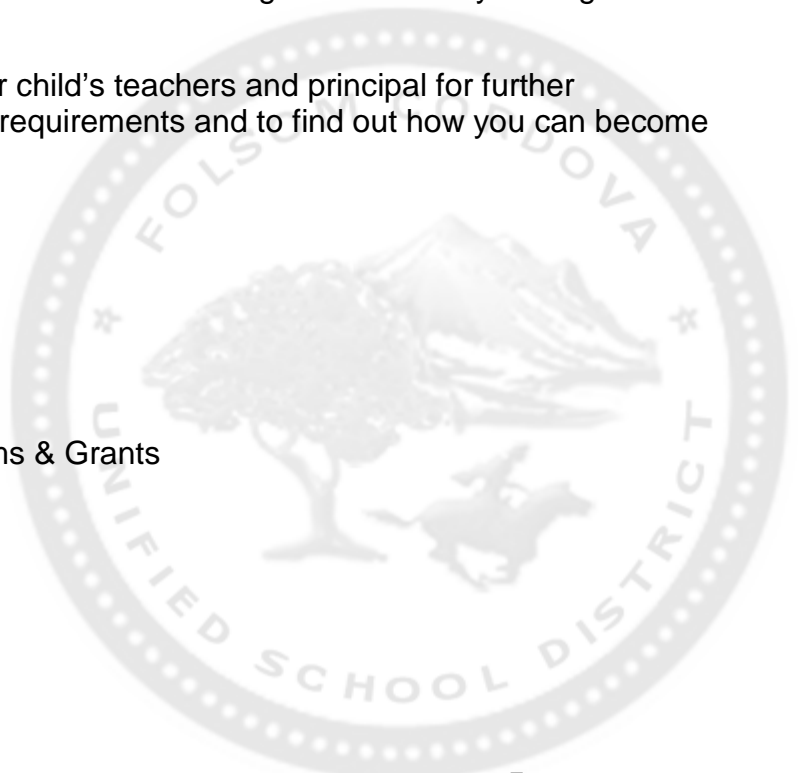 r child's teachers and principal for further
requirements and to find out how you can become
ns & Grants
FOLSOM CORDOVA
UNIFIED SCHOOL DISTRICT